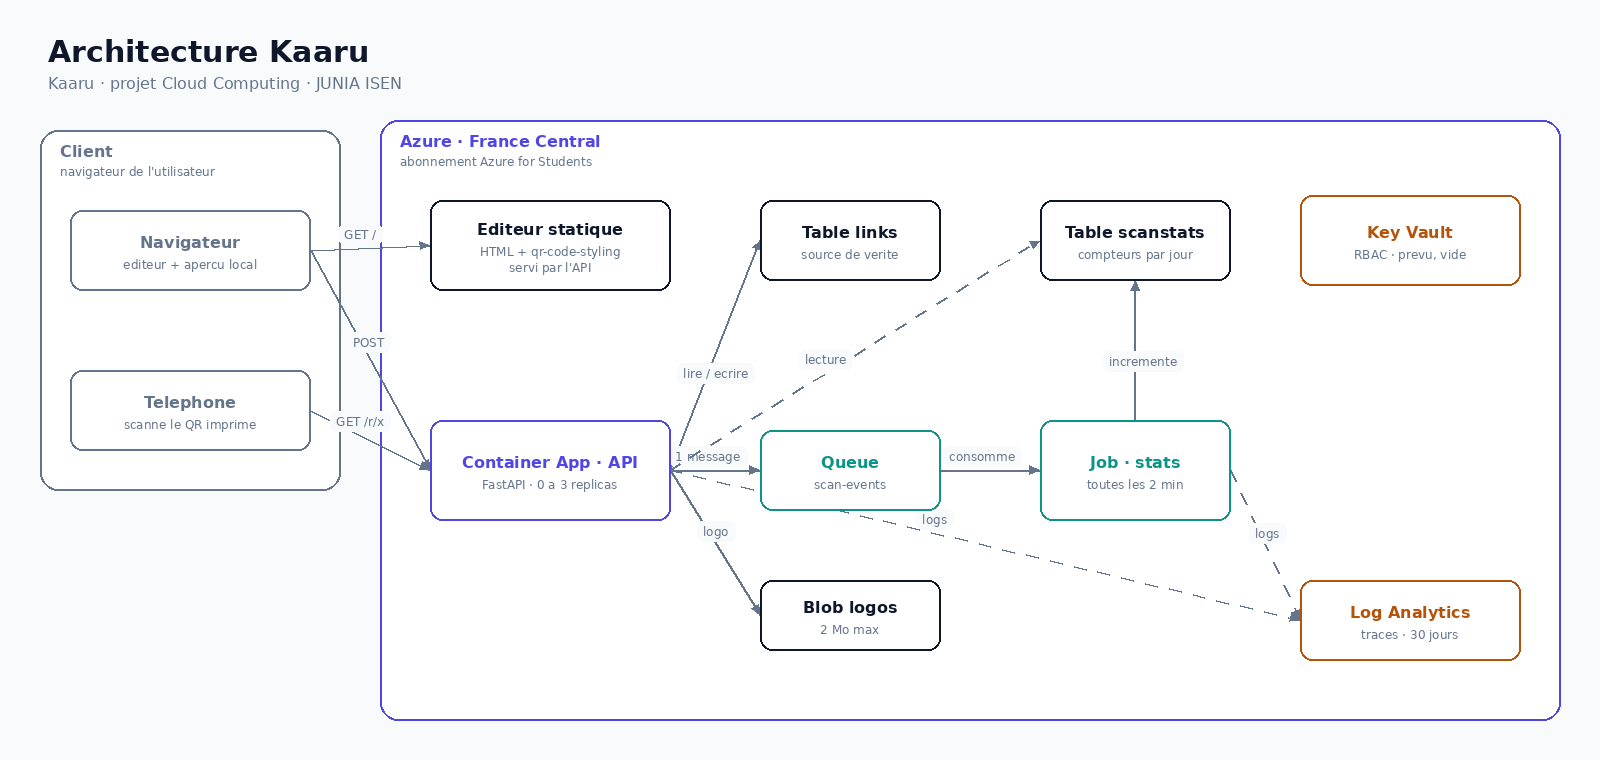 Architecture Kaaru
Kaaru · projet Cloud Computing · JUNIA ISEN
Client
navigateur de l'utilisateur
Navigateur
editeur + apercu local
Telephone
scanne le QR imprime
GET /
POST
GET /r/x
Azure · France Central
abonnement Azure for Students
Editeur statique
HTML + qr-code-styling
servi par l'API
Table links
source de verite
Table scanstats
compteurs par jour
Key Vault
RBAC · prevu, vide
lire / ecrire
lecture
incremente
Container App · API
FastAPI · 0 a 3 replicas
1 message
Queue
scan-events
consomme
Job · stats
toutes les 2 min
logo
logs
logs
Blob logos
2 Mo max
Log Analytics
traces · 30 jours